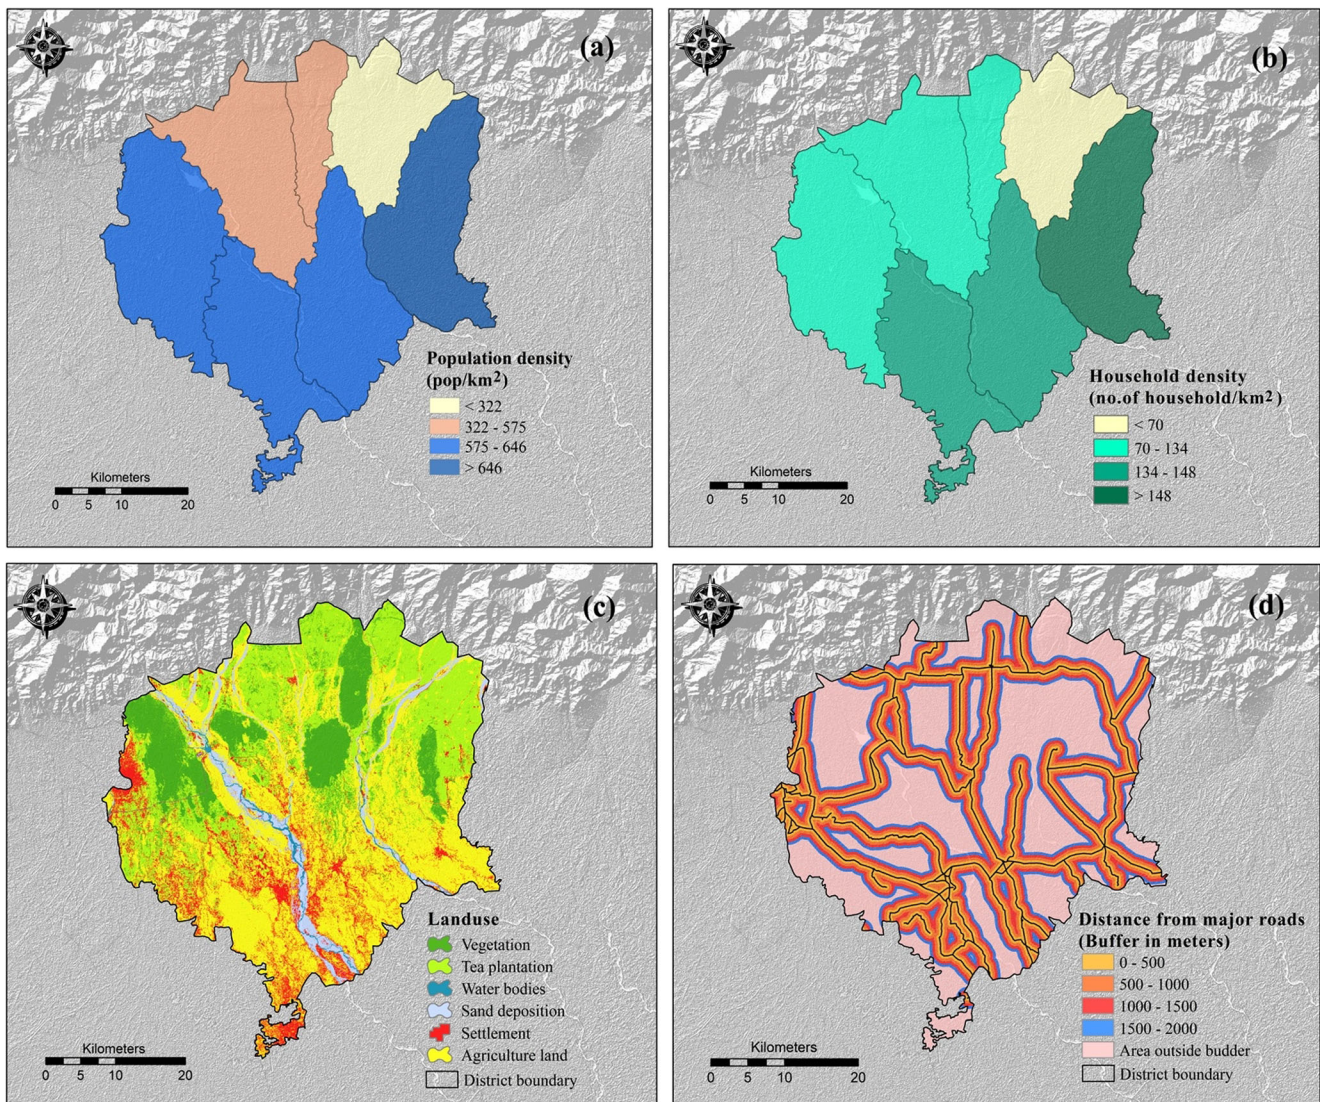 (a)
Population density
(pop/km2)
< 322
322 - 575
575 - 646
> 646
Kilometers
0 5 10 20
(b)
Household density
(no.of household/km2)
< 70
70 - 134
134 - 148
> 148
Kilometers
0 5 10 20
(c)
Landuse
Vegetation
Tea plantation
Water bodies
Sand deposition
Settlement
Agriculture land
District boundary
Kilometers
0 5 10 20
(d)
Distance from major roads
(Buffer in meters)
0 - 500
500 - 1000
1000 - 1500
1500 - 2000
Area outside budder
District boundary
Kilometers
0 5 10 20